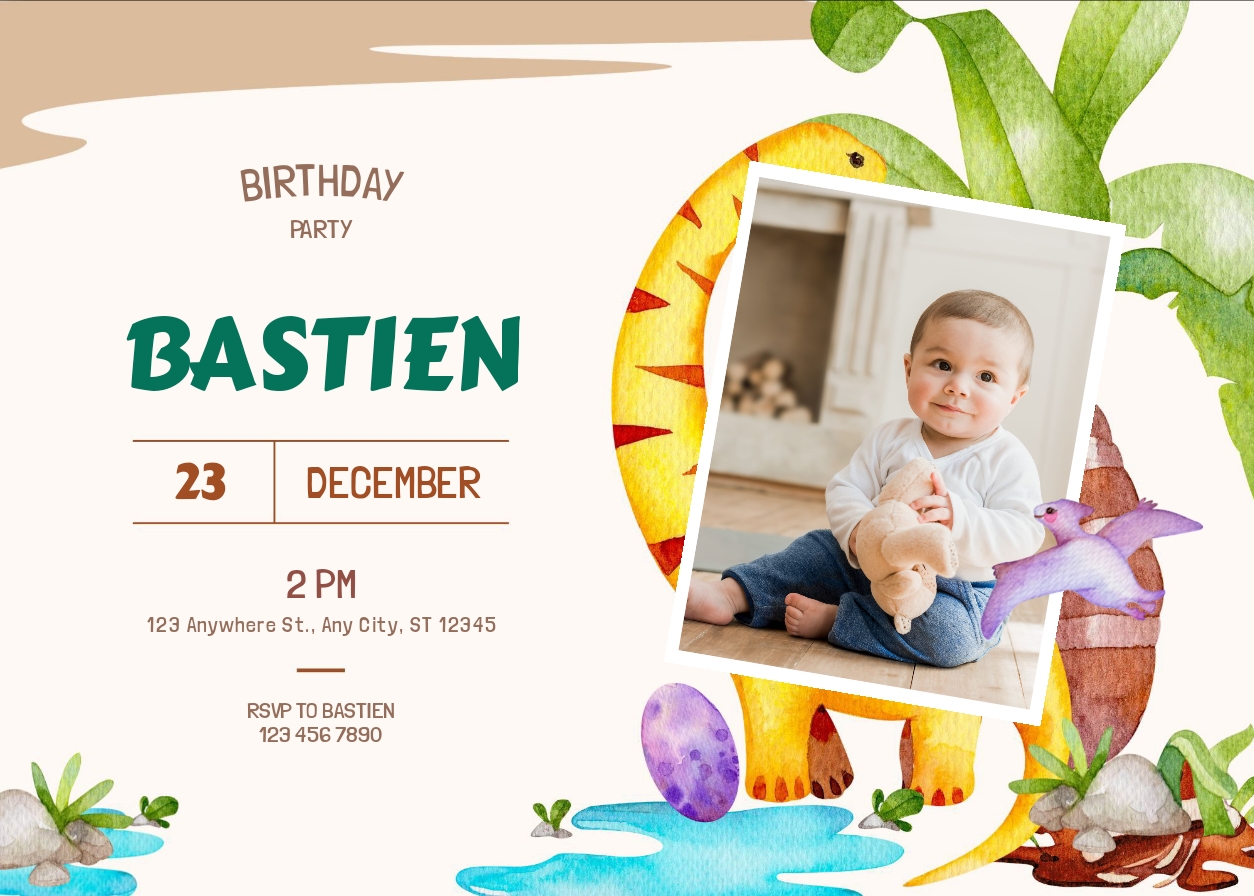 BIRTHDAY
PARTY
BASTIEN
23 DECEMBER
2 PM
123 Anywhere St., Any City, ST 12345
RSVP TO BASTIEN
123 456 7890